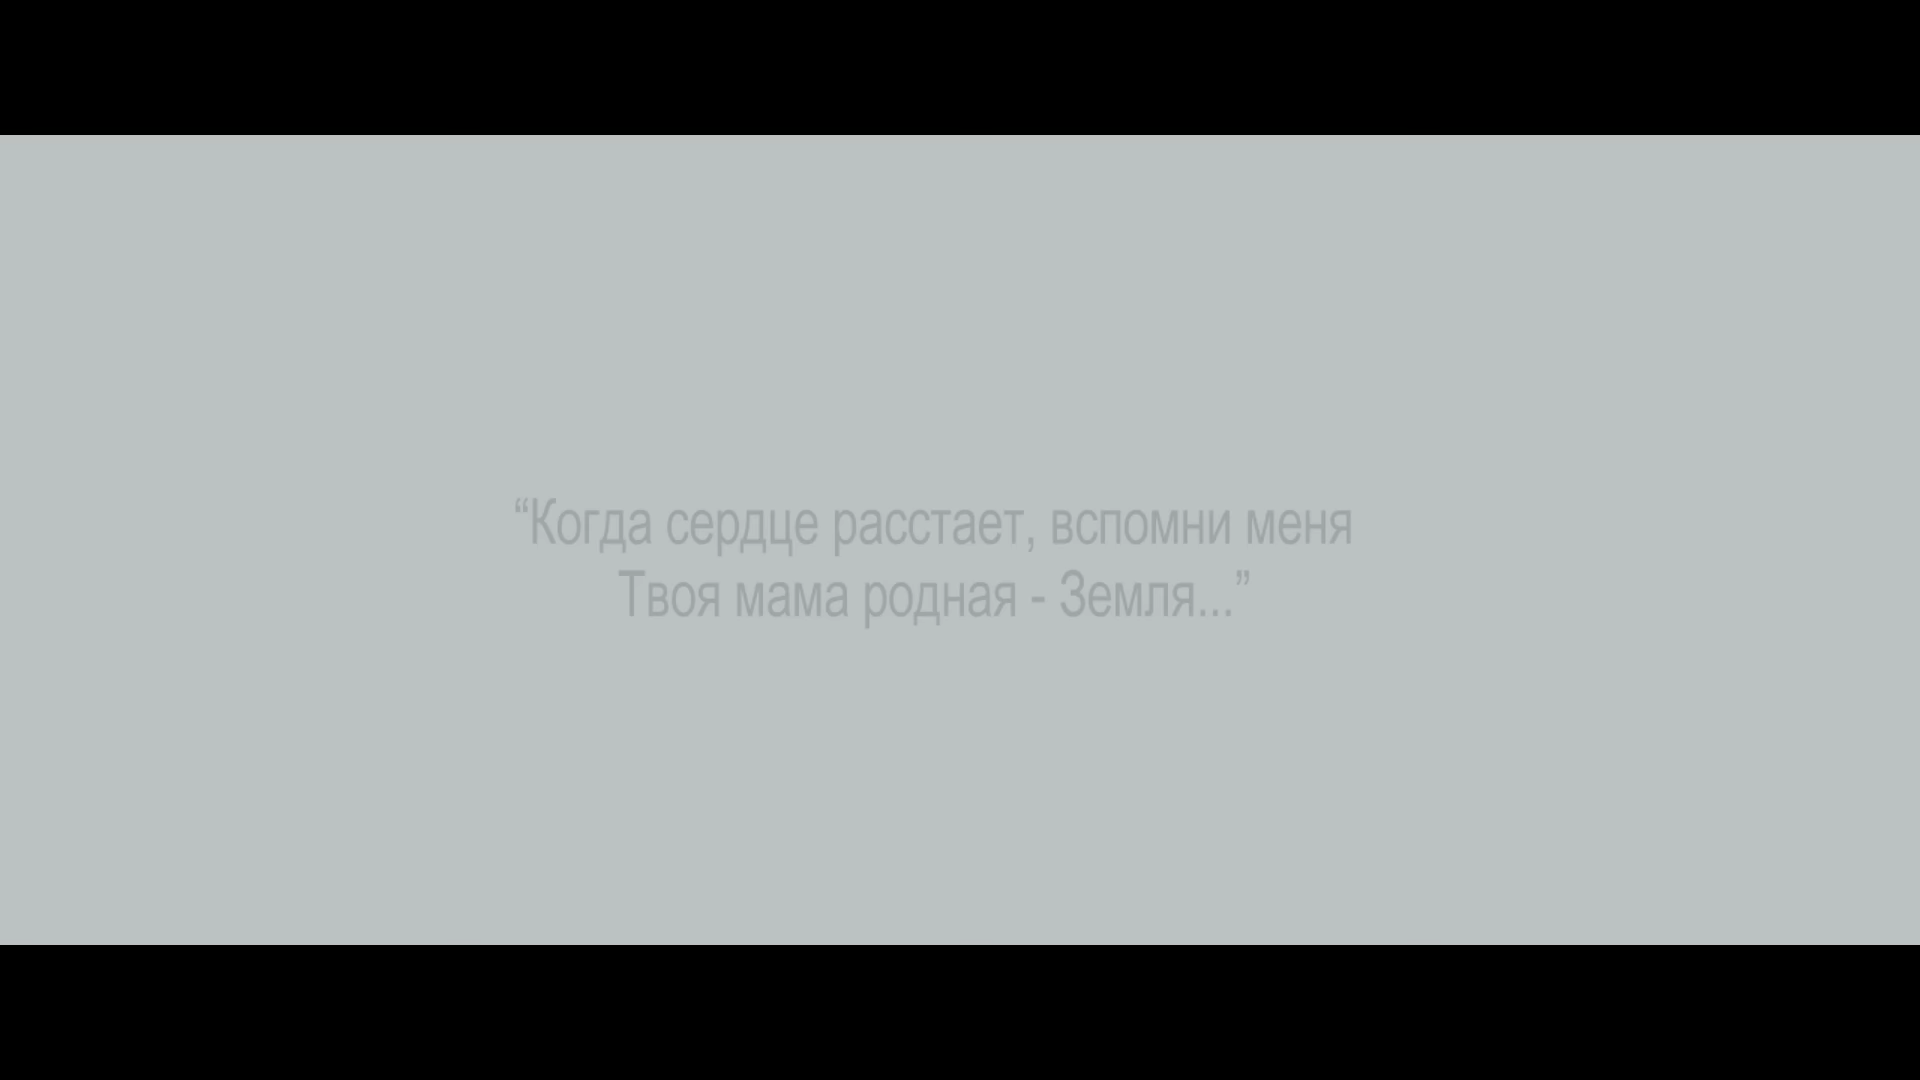 “Когда сердце расстает, вспомни меня
Твоя мама родная - Земля...”